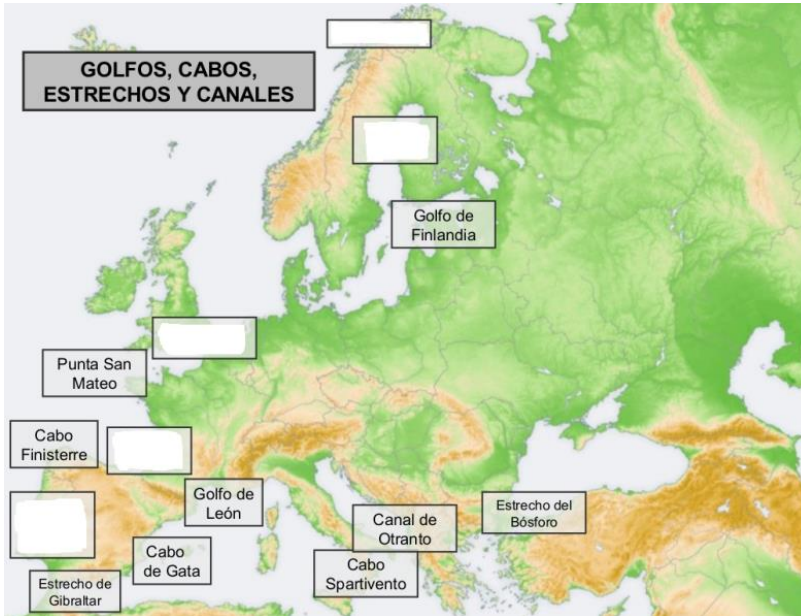 GOLFOS, CABOS,
ESTRECHOS Y CANALES
Golfo de
Finlandia
Punta San
Mateo
Cabo
Finisterre
Golfo de
León
Estrecho del
Bósforo
Canal de
Otranto
Cabo
de Gata
Cabo
Spartivento
Estrecho de
Gibraltar